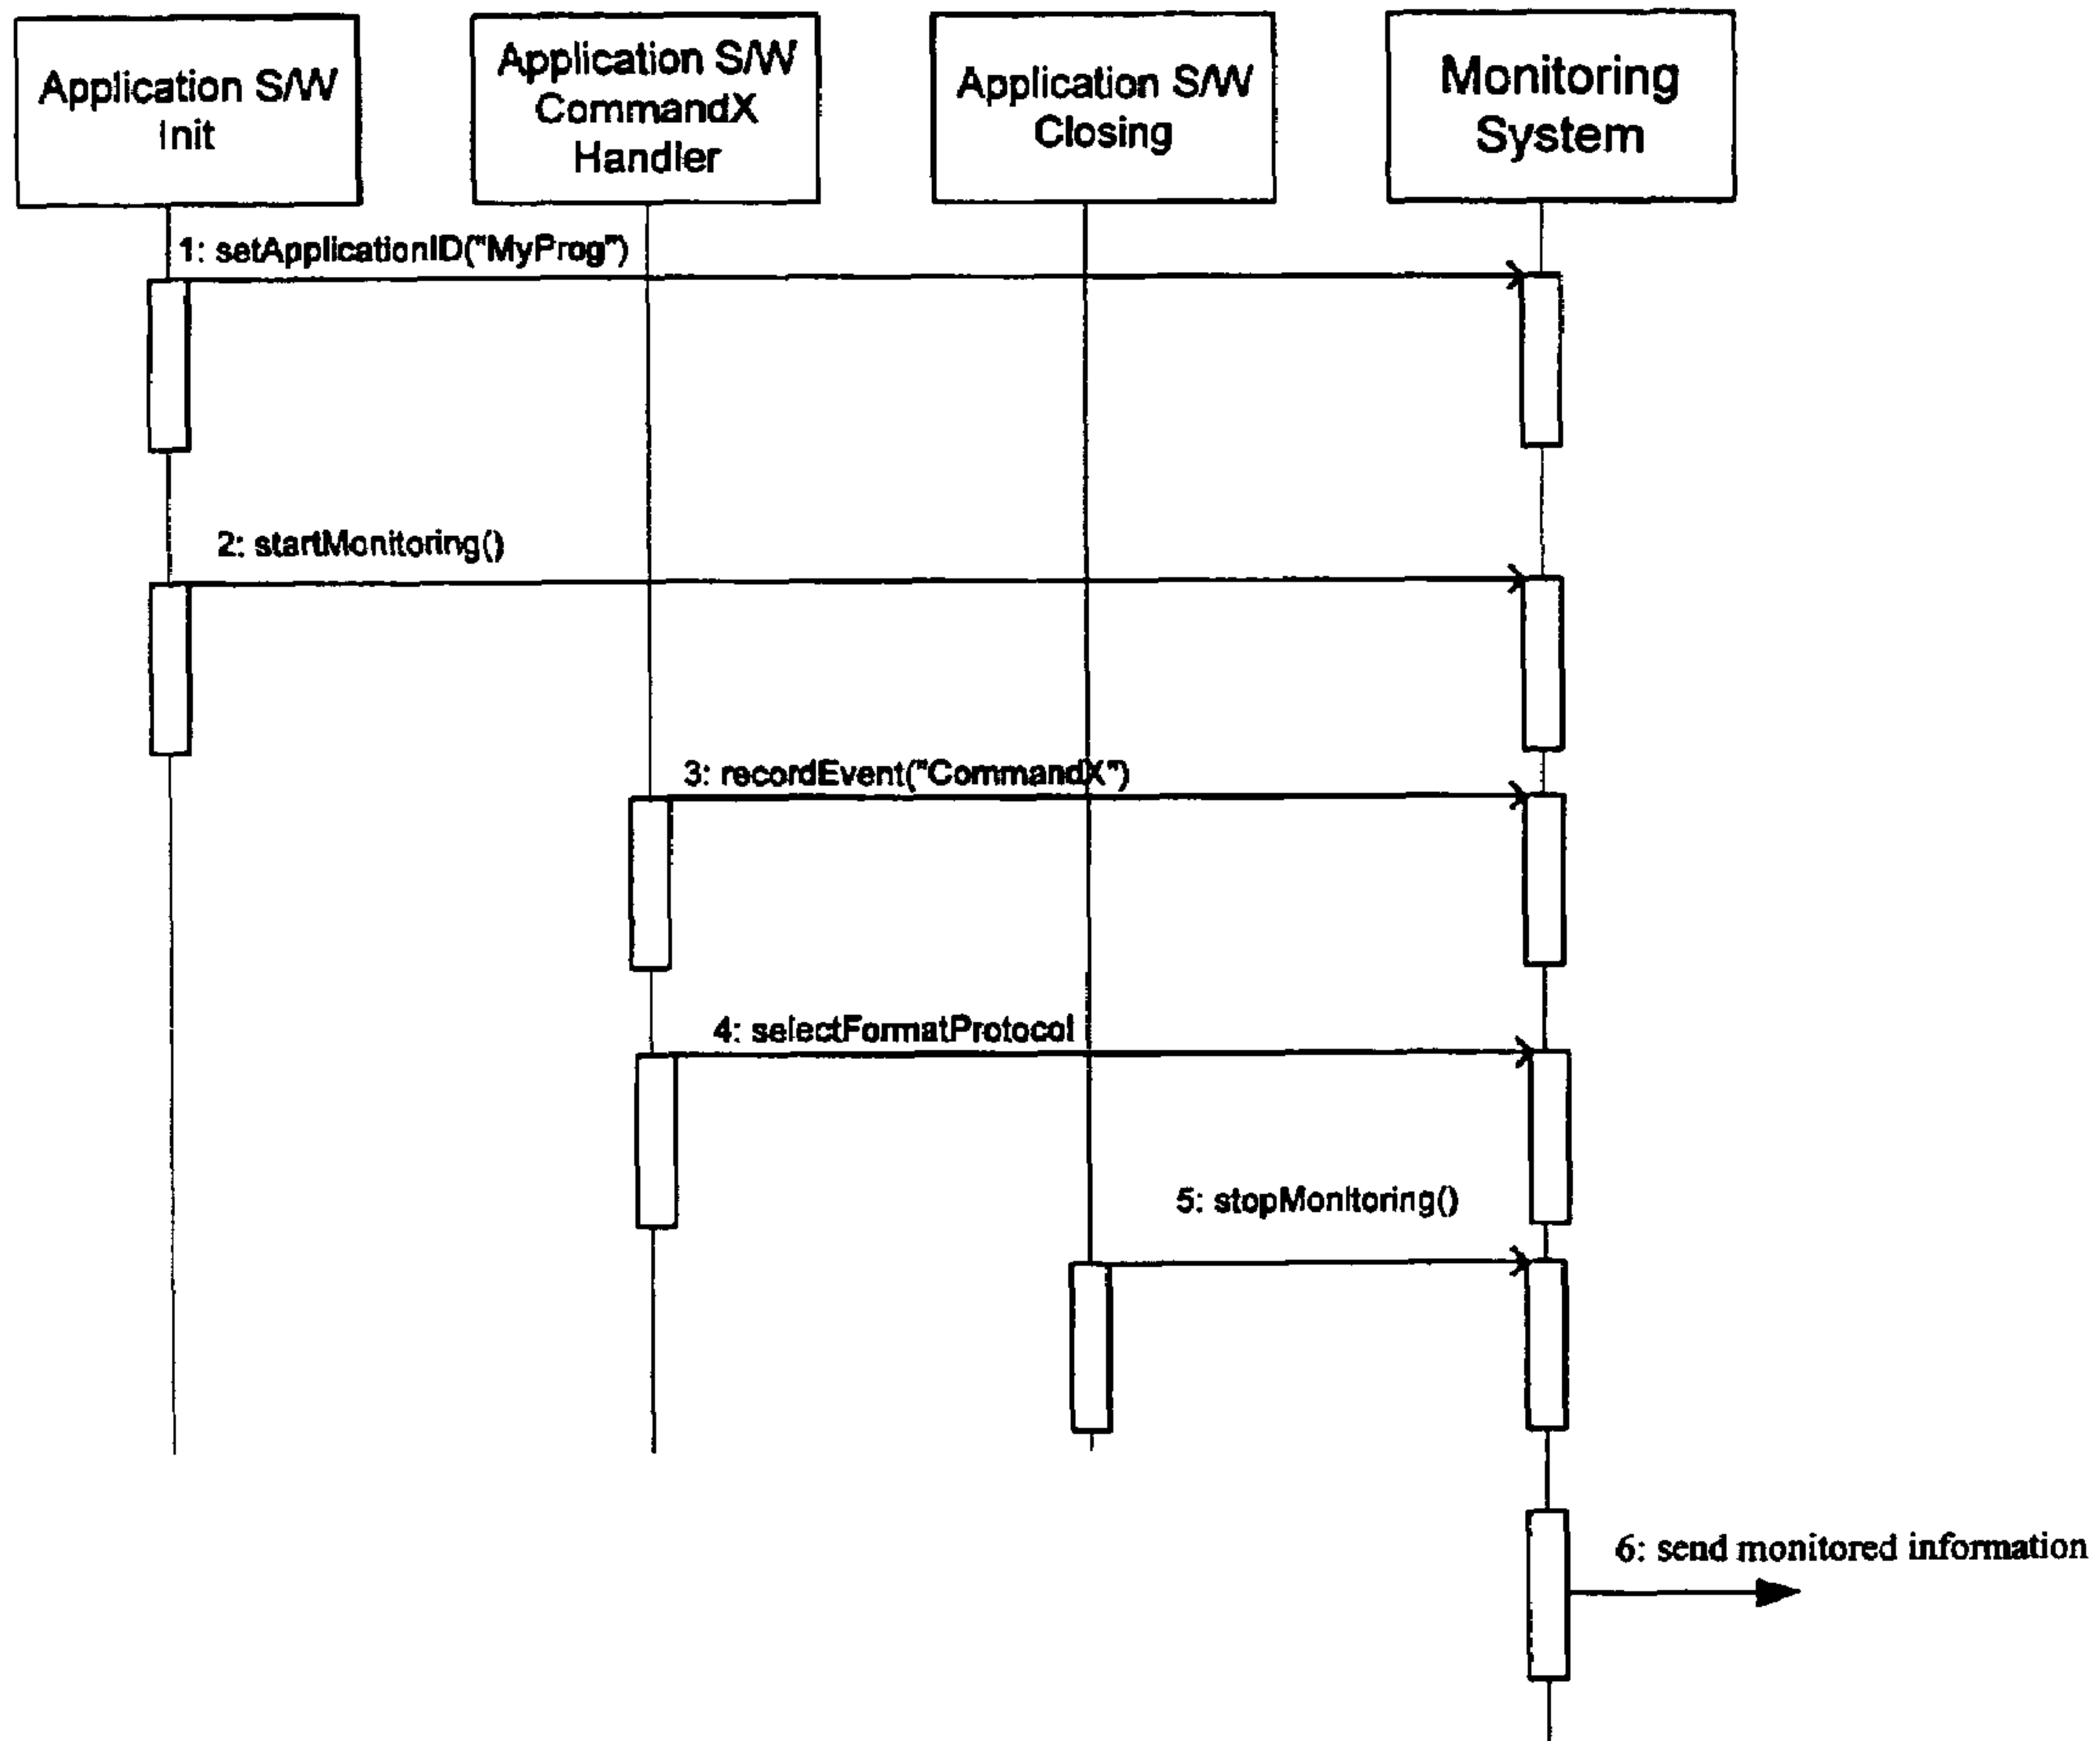 Application S/W
Init
Application S/W
CommandX
Handler
Application S/W
Closing
Monitoring
System
1: setApplicationID("MyProg")
2: startMonitoring()
3: recordEvent("CommandX")
4: selectFormatProtocol
5: stopMonitoring()
6: send monitored information